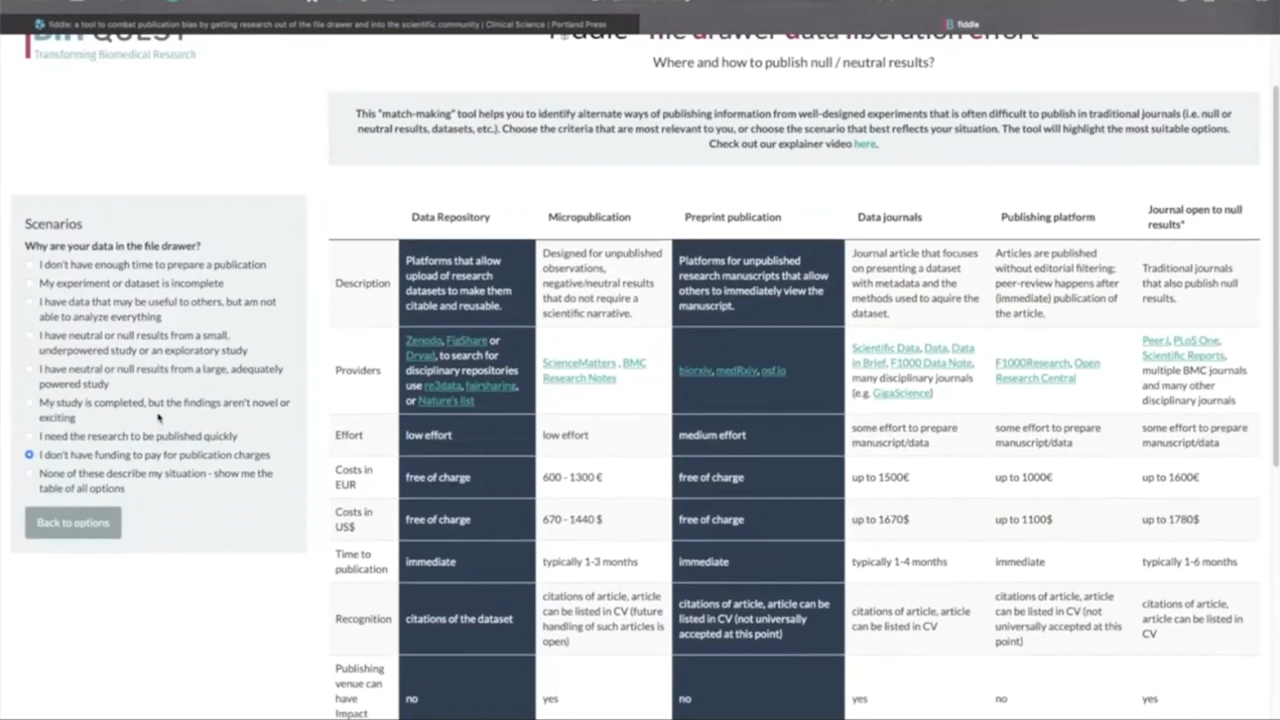 fiddle: a tool to combat publication bias by getting research out of the file drawer and into the scientific community | Clinical Science | Portland Press
fiddle
QUEST
Transforming Biomedical Research
Where and how to publish null / neutral results?
This "match-making" tool helps you to identify alternate ways of publishing information from well-designed experiments that is often difficult to publish in traditional journals (i.e. null or
neutral results, datasets, etc.). Choose the criteria that are most relevant to you, or choose the scenario that best reflects your situation. The tool will highlight the most suitable options.
Check out our explainer video here.
Scenarios
Why are your data in the file drawer?
I don't have enough time to prepare a publication
My experiment or dataset is incomplete
I have data that may be useful to others, but am not
able to analyze everything
I have neutral or null results from a small,
underpowered study or an exploratory study
I have neutral or null results from a large, adequately
powered study
My study is completed, but the findings aren't novel or
exciting
I need the research to be published quickly
I don't have funding to pay for publication charges
None of these describe my situation - show me the
table of all options
Back to options
Data Repository
Micropublication
Preprint publication
Data journals
Publishing platform
Journal open to null
results*
Description
Platforms that allow
upload of research
datasets to make them
citable and reusable.
Designed for unpublished
observations,
negative/neutral results
that do not require a
scientific narrative.
Platforms for unpublished
research manuscripts that allow
others to immediately view the
manuscript.
Journal article that focuses
on presenting a dataset
with metadata and the
methods used to aquire the
dataset.
Articles are published
without editorial filtering;
peer-review happens after
(immediate) publication of
the article.
Traditional journals
that also publish null
results.
Providers
Zenodo, FigShare or
Dryad, to search for
disciplinary repositories
use re3data, fairsharing,
or Nature's list
ScienceMatters , BMC
Research Notes
biorxiv, medRxiv, osf.io
Scientific Data, Data, Data
in Brief, F1000 Data Note,
many disciplinary journals
(e.g. GigaScience)
F1000Research, Open
Research Central
PeerJ, PLoS One,
Scientific Reports,
multiple BMC journals
and many other
disciplinary journals
Effort
low effort
low effort
medium effort
some effort to prepare
manuscript/data
some effort to prepare
manuscript/data
some effort to prepare
manuscript/data
Costs in
EUR
free of charge
600 - 1300 €
free of charge
up to 1500€
up to 1000€
up to 1600€
Costs in
US$
free of charge
670 - 1440 $
free of charge
up to 1670$
up to 1100$
up to 1780$
Time to
publication
immediate
typically 1-3 months
immediate
typically 1-4 months
immediate
typically 1-6 months
Recognition
citations of the dataset
citations of article, article
can be listed in CV (future
handling of such articles is
open)
citations of article, article can be
listed in CV (not universally
accepted at this point)
citations of article, article
can be listed in CV
citations of article, article
can be listed in CV (not
universally accepted at this
point)
citations of article,
article can be listed in
CV
Publishing
venue can
have
Impact
no
yes
no
yes
no
yes